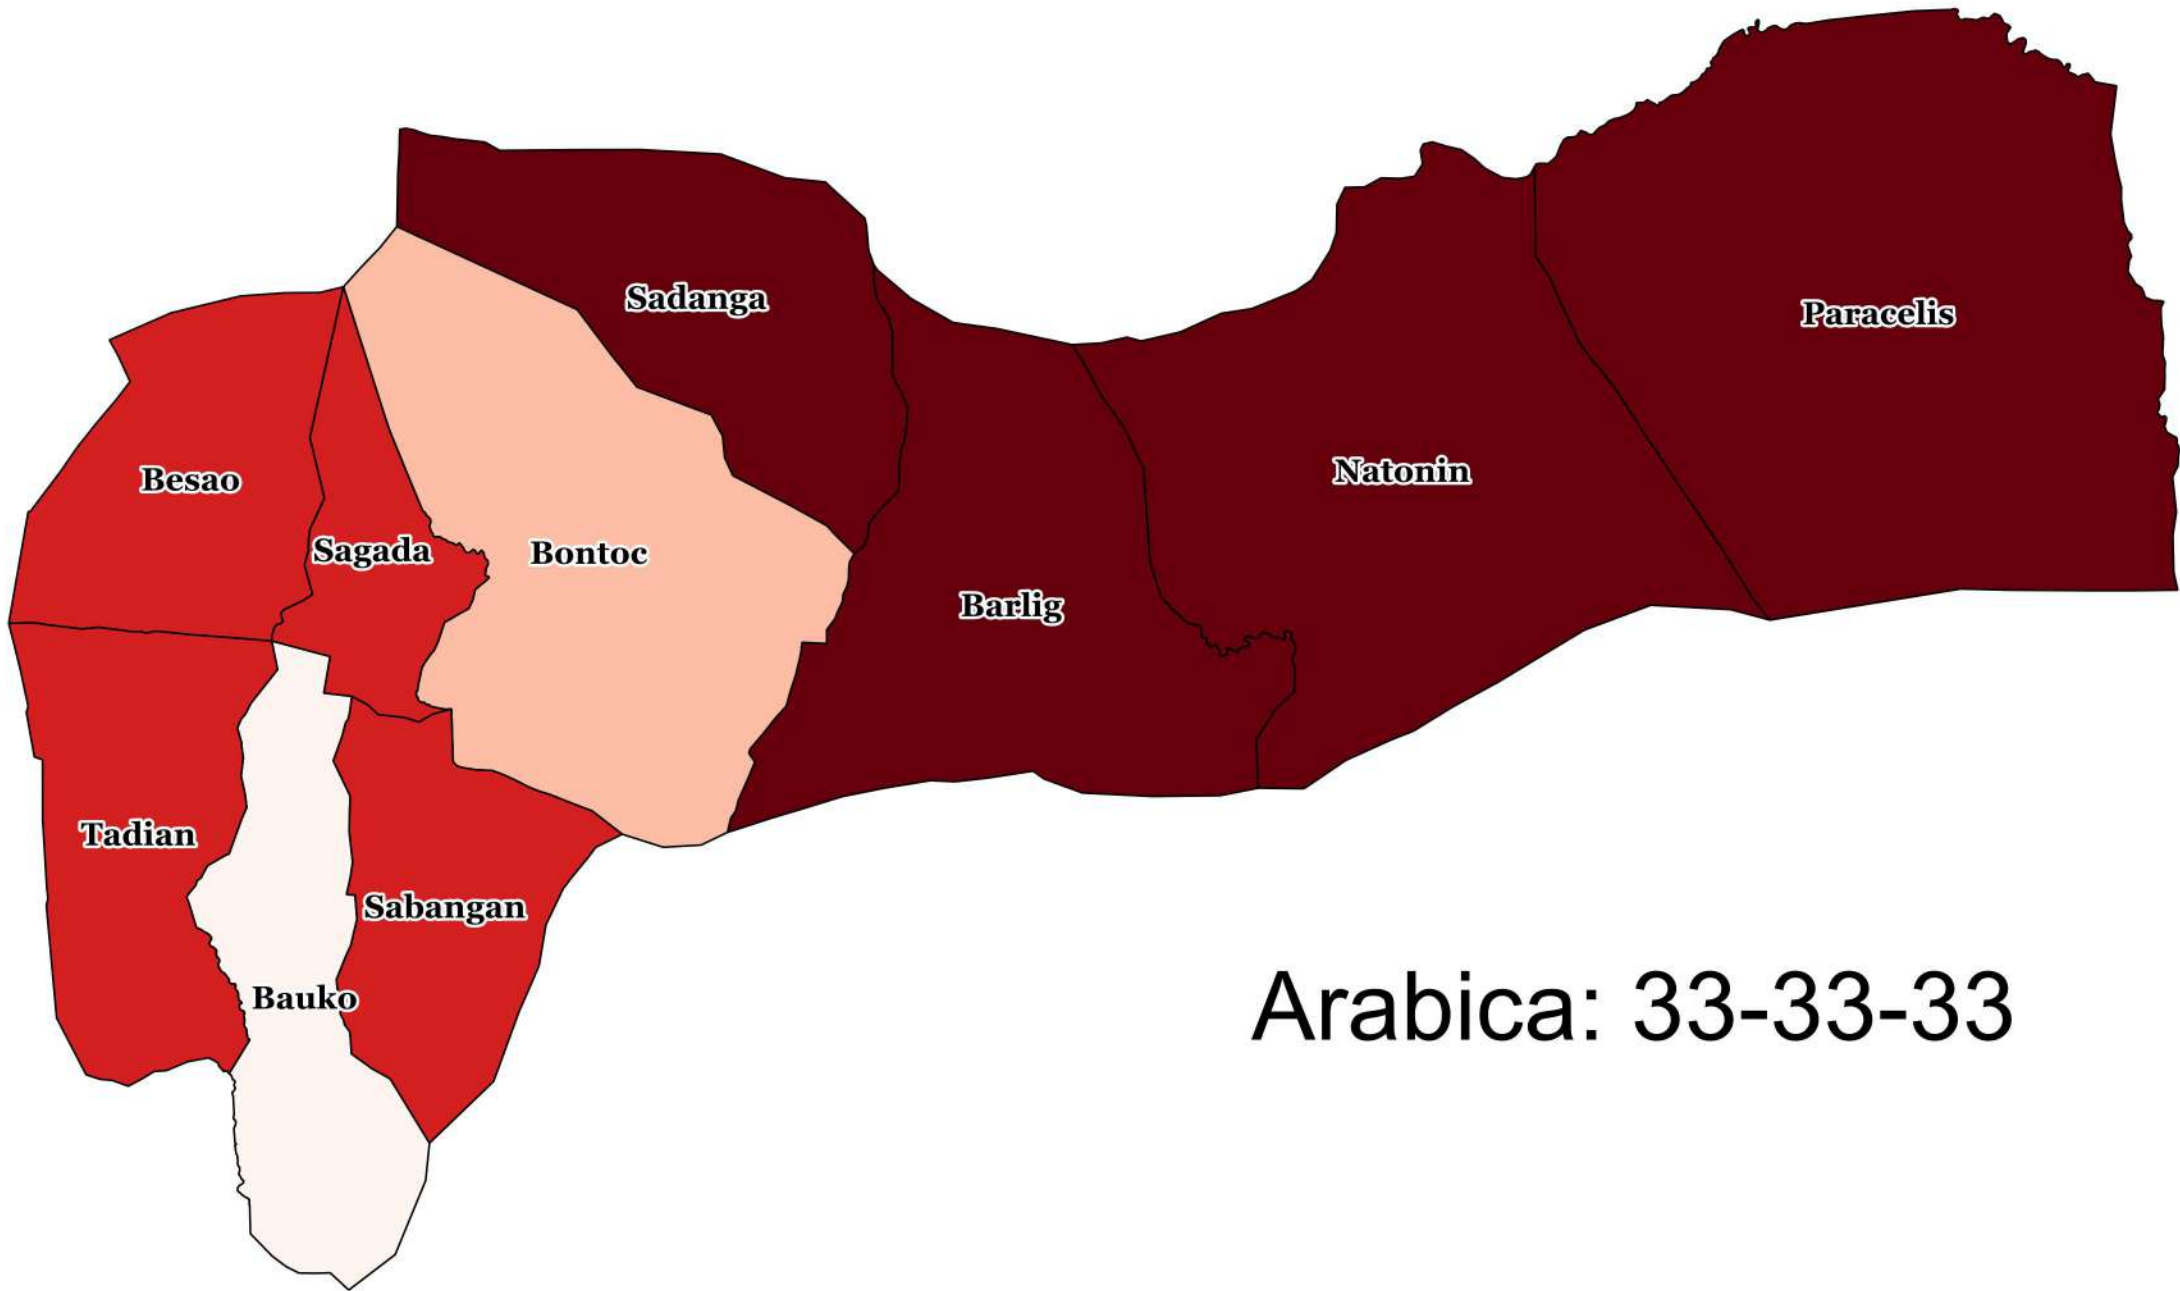 Sadanga
Paracelis
Natonin
Besao
Sagada
Bontoc
Barlig
Tadian
Sabangan
Bauko
Arabica: 33-33-33